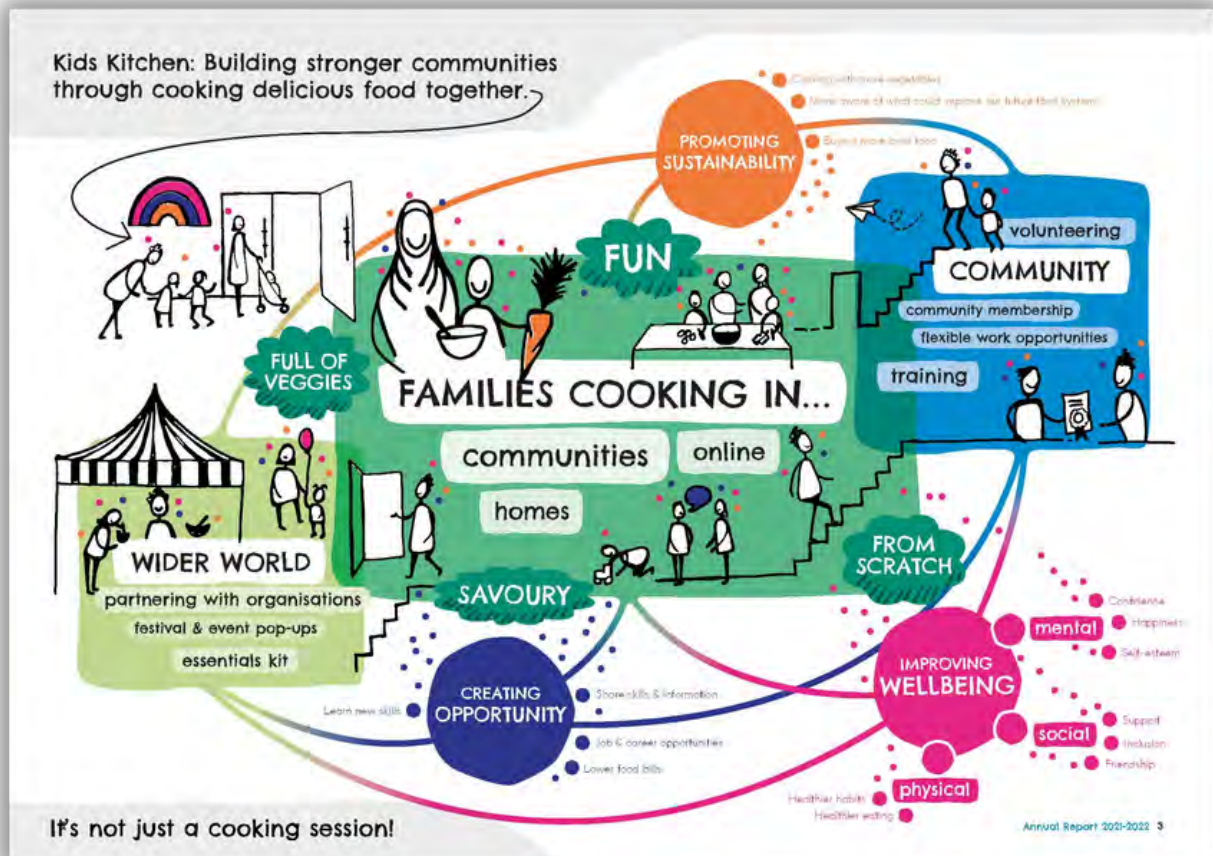 Kids Kitchen: Building stronger communities
through cooking delicious food together.
PROMOTING
SUSTAINABILITY
Cooking with more vegetables
More aware of what could improve our future food system
Buying more local food
FUN
FULL OF
VEGGIES
FAMILIES COOKING IN...
communities
online
homes
volunteering
COMMUNITY
community membership
flexible work opportunities
training
WIDER WORLD
partnering with organisations
festival & event pop-ups
essentials kit
SAVOURY
FROM
SCRATCH
CREATING
OPPORTUNITY
Learn new skills
Share skills & information
Job & career opportunities
Lower food bills
IMPROVING
WELLBEING
mental
Confidence
Happiness
Self-esteem
social
Support
Inclusion
Friendship
physical
Healthier habits
Healthier eating
It's not just a cooking session!
Annual Report 2021-2022 3